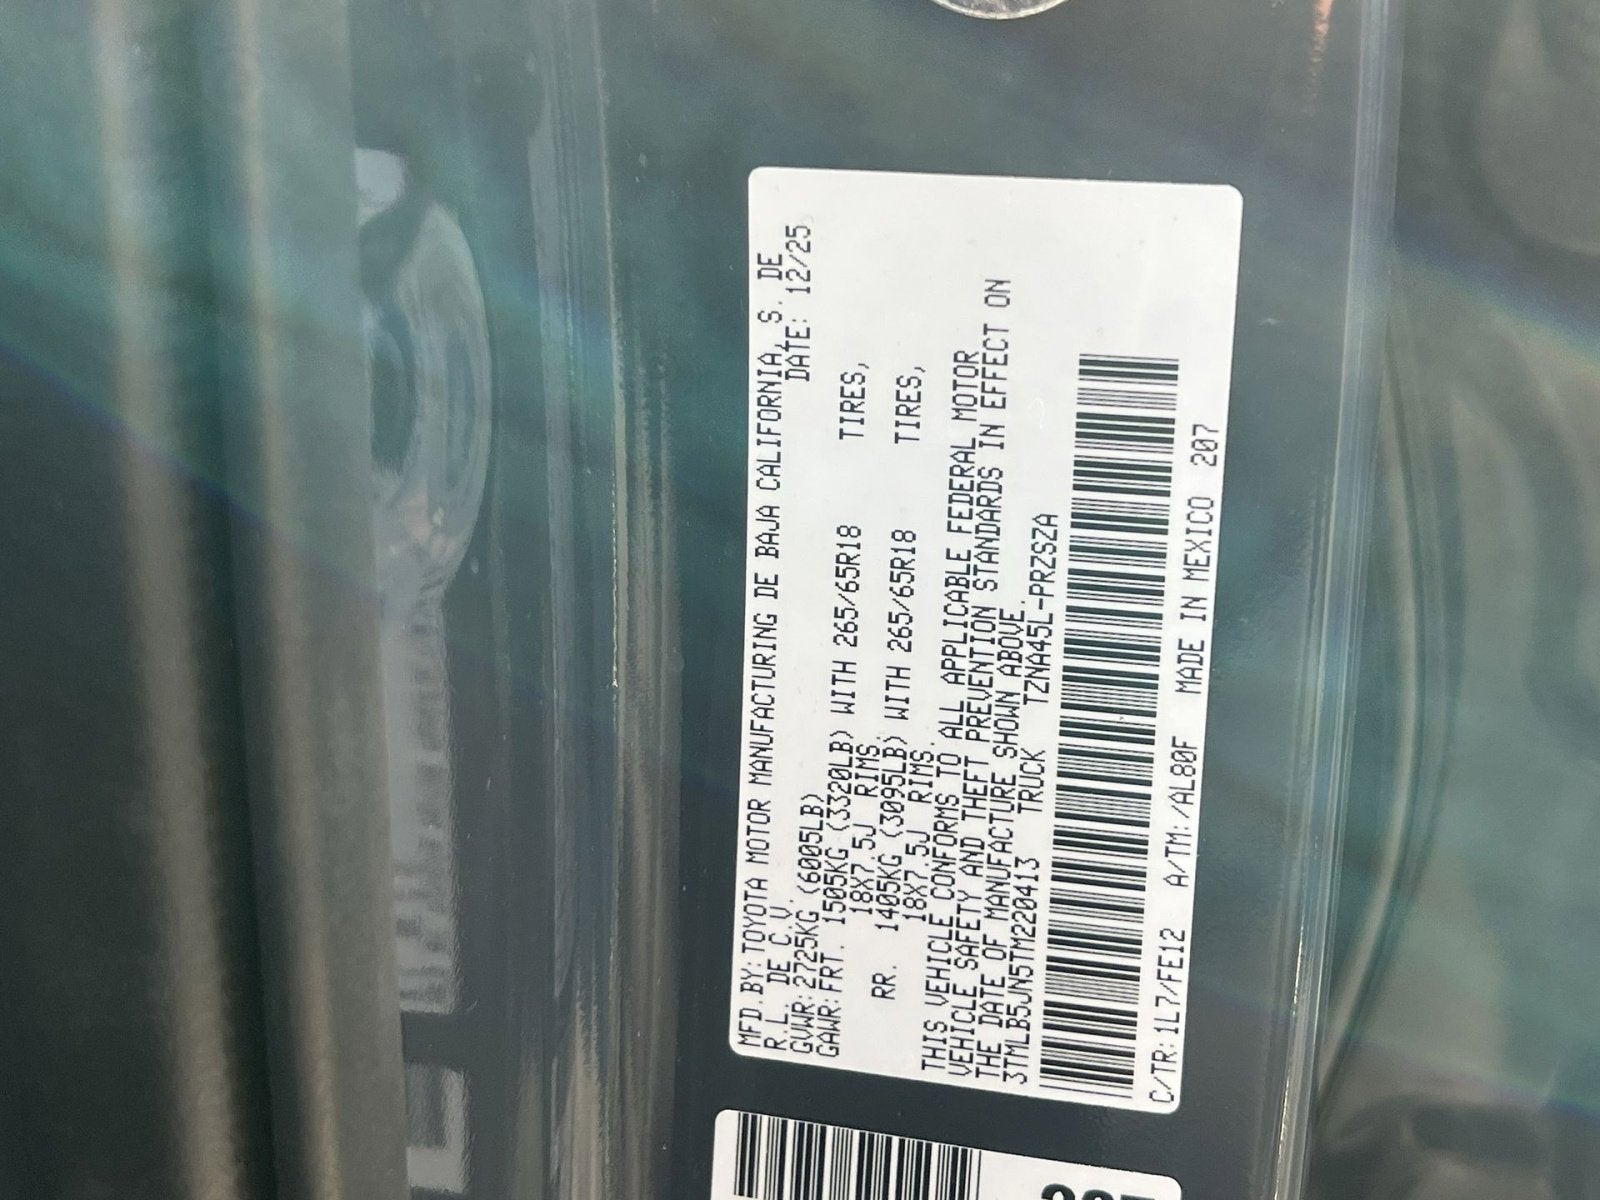 MFD.BY:TOYOTA MOTOR MANUFACTURING DE BAJA CALIFORNIA, S. DE
R.L. DE C.V. DATE: 12/25
GVWR:2725KG (6005LB)
GAWR:FRT. 1505KG (3320LB) WITH 265/65R18 TIRES,
18X7.5J RIMS.
RR. 1405KG (3095LB) WITH 265/65R18 TIRES,
18X7.5J RIMS.
THIS VEHICLE CONFORMS TO ALL APPLICABLE FEDERAL MOTOR
VEHICLE SAFETY AND THEFT PREVENTION STANDARDS IN EFFECT ON
THE DATE OF MANUFACTURE SHOWN ABOVE.
3TMLB5JN5TM220413 TRUCK TZNA45L-PRZSZA
C/TR:1L7/FE12 A/TM:/AL80F MADE IN MEXICO 207